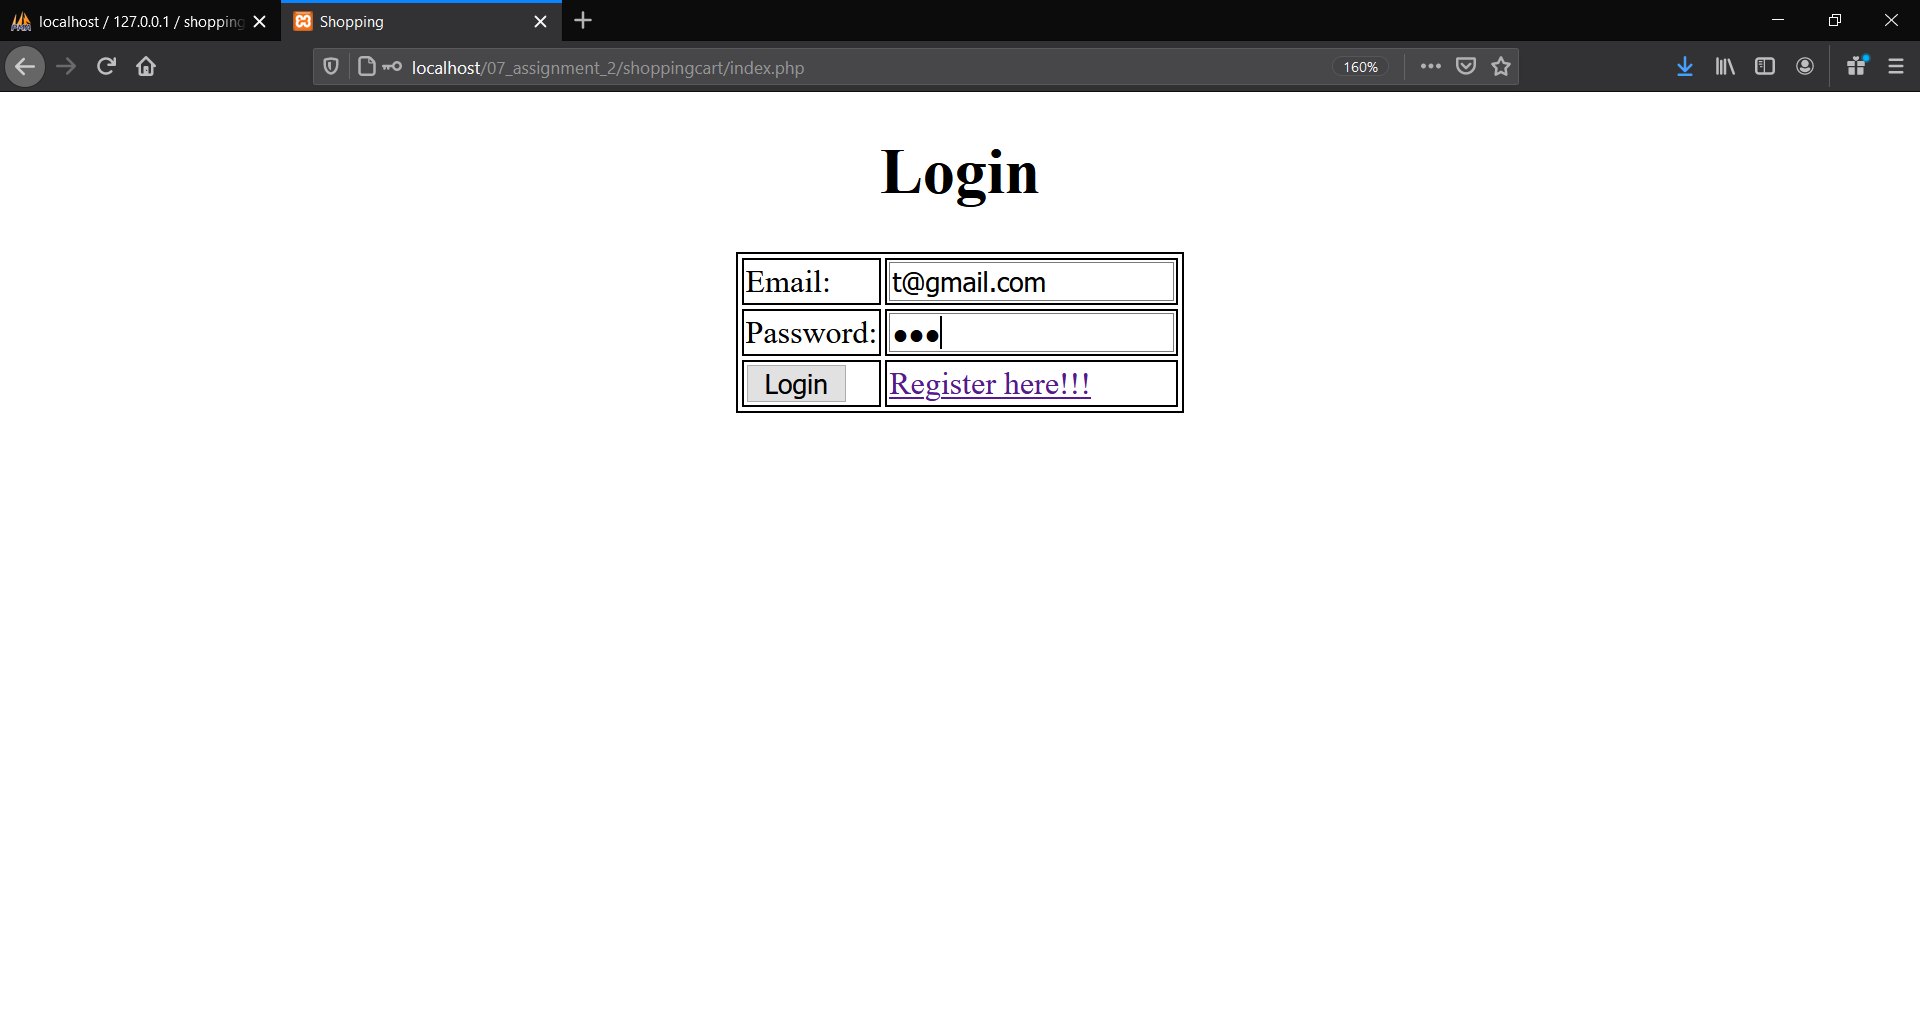 localhost / 127.0.0.1 / shopping
Shopping
localhost/07_assignment_2/shoppingcart/index.php
160%
Login
Email:
t@gmail.com
Password:
●●●
Login
Register here!!!